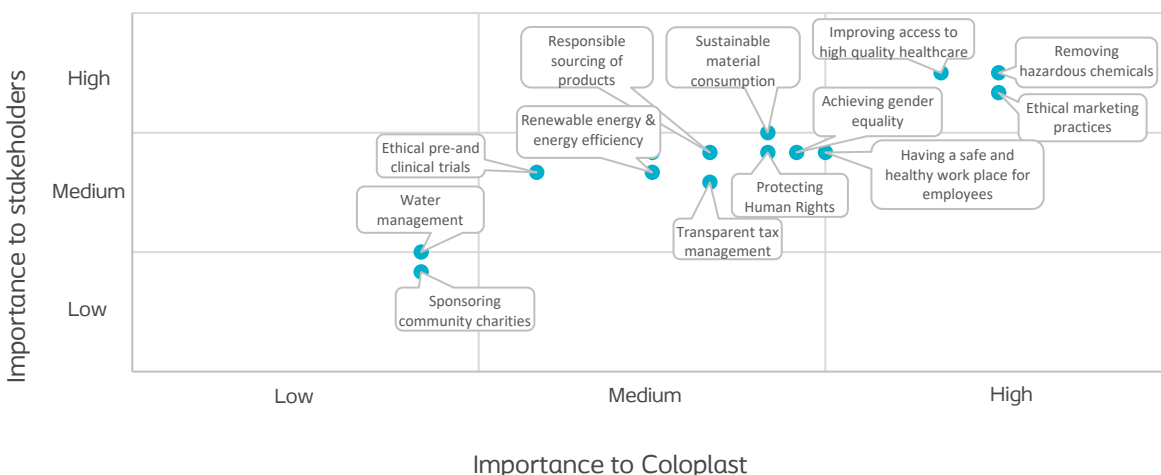 Importance to stakeholders
High
Medium
Low
Responsible
sourcing of
products
Sustainable
material
consumption
Improving access to
high quality healthcare
Removing
hazardous chemicals
Ethical marketing
practices
Achieving gender
equality
Renewable energy &
energy efficiency
Ethical pre-and
clinical trials
Having a safe and
healthy work place for
employees
Protecting
Human Rights
Water
management
Transparent tax
management
Sponsoring
community charities
Low
Medium
High
Importance to Coloplast